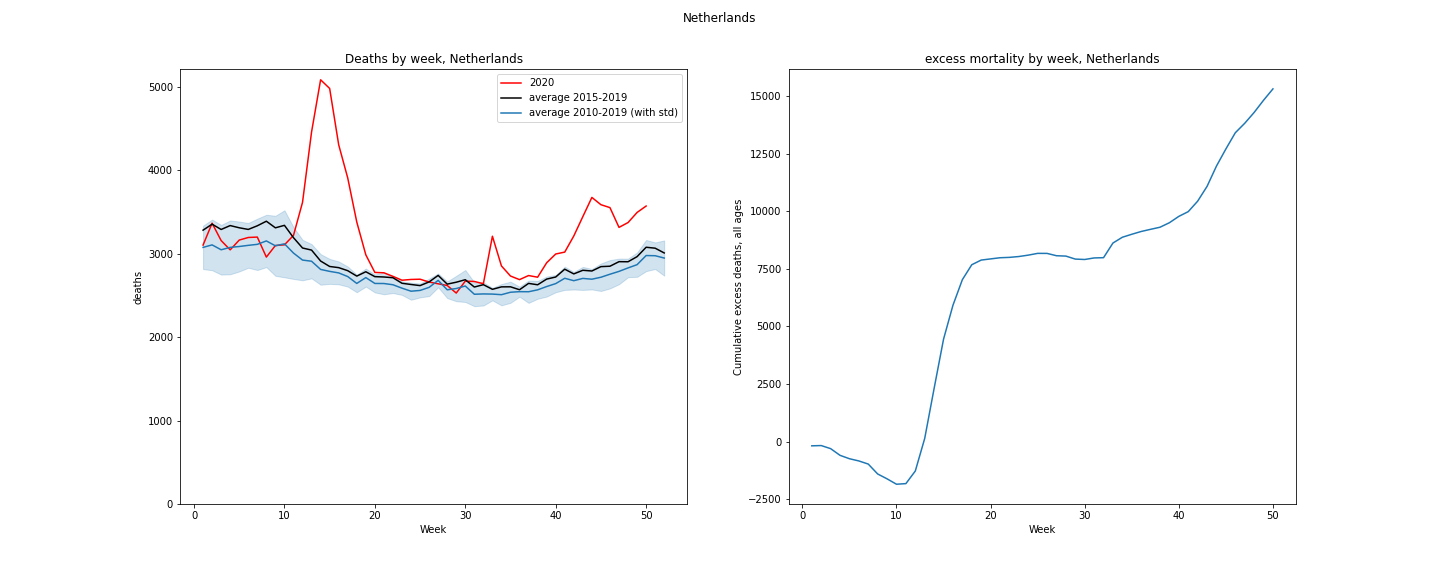 Netherlands
Deaths by week, Netherlands
2020
average 2015-2019
average 2010-2019 (with std)
5000
4000
3000
2000
1000
0
deaths
0 10 20 30 40 50
Week
excess mortality by week, Netherlands
15000
12500
10000
7500
5000
2500
0
−2500
Cumulative excess deaths, all ages
0 10 20 30 40 50
Week